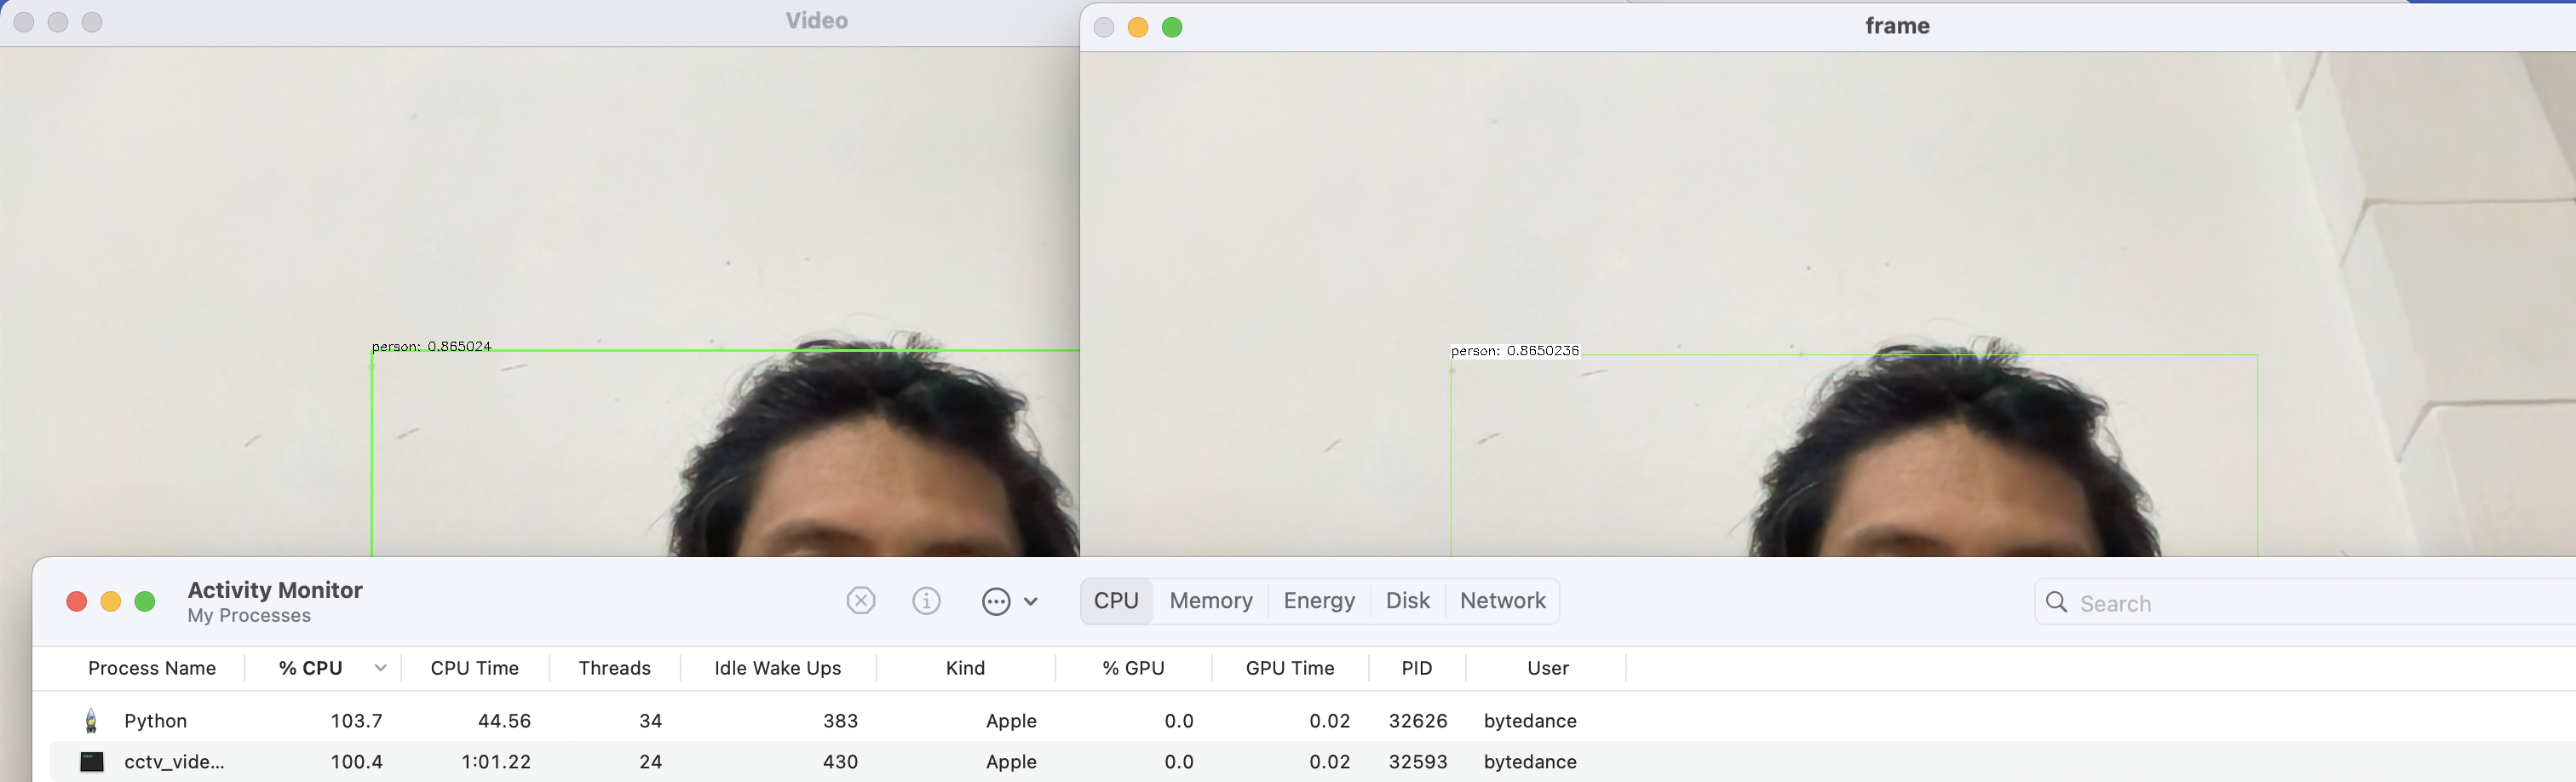 Video
frame
person: 0.865024
person: 0.8650236
Activity Monitor
My Processes
CPU Memory Energy Disk Network
Search
Process Name % CPU CPU Time Threads Idle Wake Ups Kind % GPU GPU Time PID User
Python 103.7 44.56 34 383 Apple 0.0 0.02 32626 bytedance
cctv_vide... 100.4 1:01.22 24 430 Apple 0.0 0.02 32593 bytedance